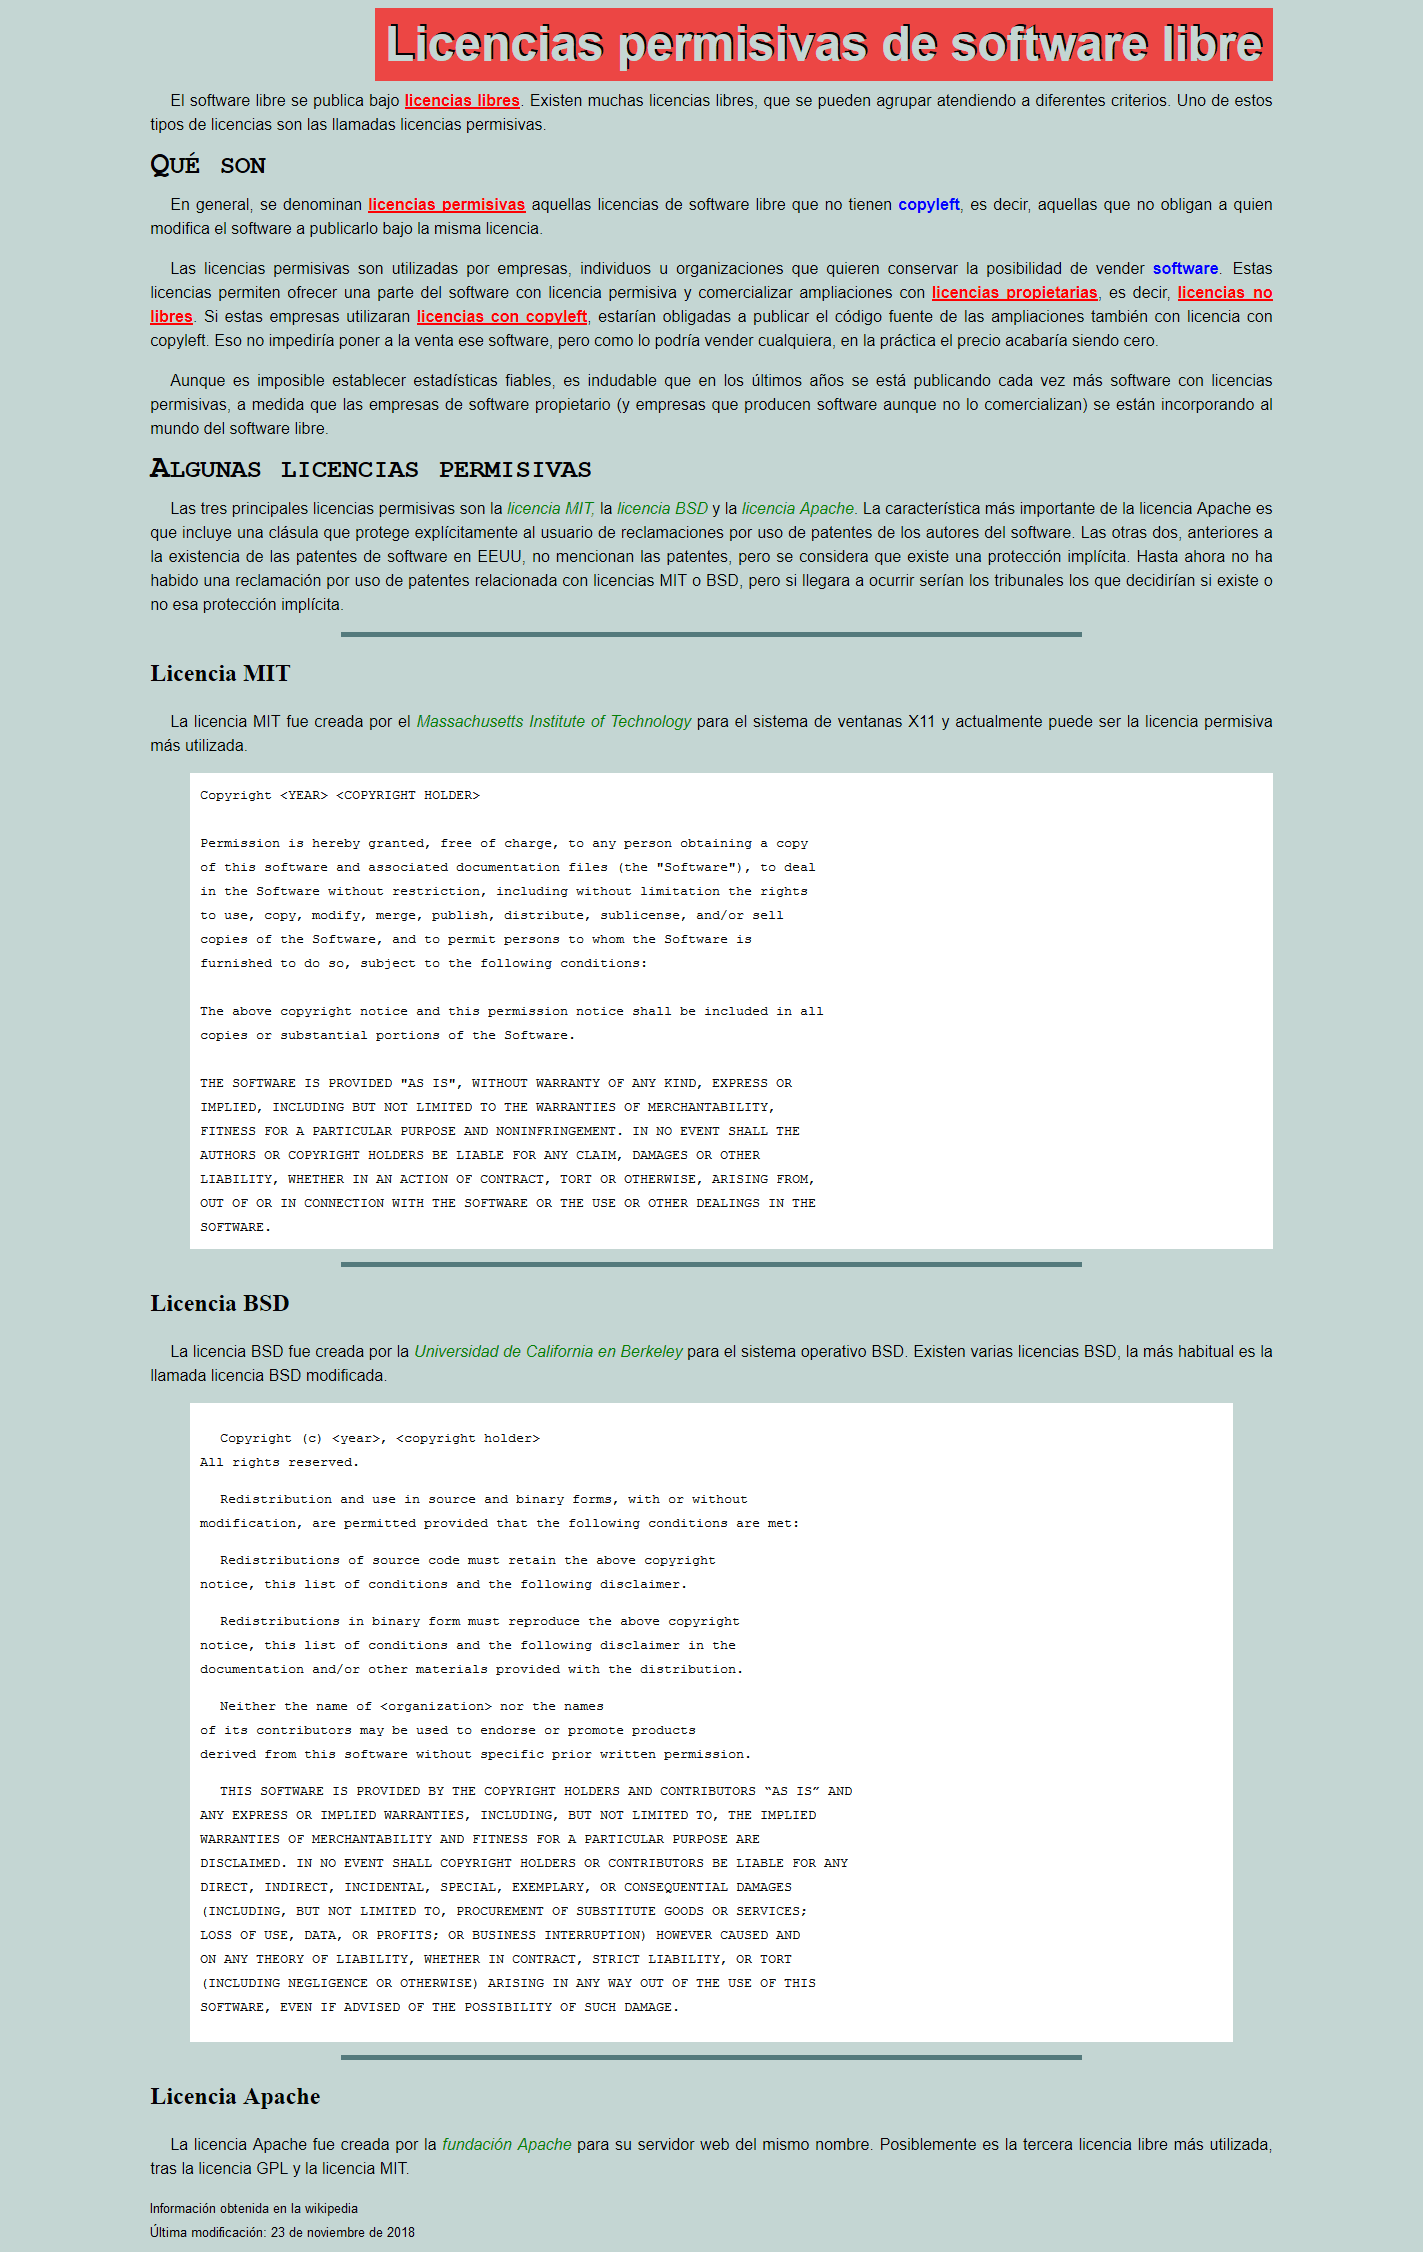 Licencias permisivas de software libre
El software libre se publica bajo licencias libres. Existen muchas licencias libres, que se pueden agrupar atendiendo a diferentes criterios. Uno de estos
tipos de licencias son las llamadas licencias permisivas.
Qué son
En general, se denominan licencias permisivas aquellas licencias de software libre que no tienen copyleft, es decir, aquellas que no obligan a quien
modifica el software a publicarlo bajo la misma licencia.
Las licencias permisivas son utilizadas por empresas, individuos u organizaciones que quieren conservar la posibilidad de vender software. Estas
licencias permiten ofrecer una parte del software con licencia permisiva y comercializar ampliaciones con licencias propietarias, es decir, licencias no
libres. Si estas empresas utilizaran licencias con copyleft, estarían obligadas a publicar el código fuente de las ampliaciones también con licencia con
copyleft. Eso no impediría poner a la venta ese software, pero como lo podría vender cualquiera, en la práctica el precio acabaría siendo cero.
Aunque es imposible establecer estadísticas fiables, es indudable que en los últimos años se está publicando cada vez más software con licencias
permisivas, a medida que las empresas de software propietario (y empresas que producen software aunque no lo comercializan) se están incorporando al
mundo del software libre.
Algunas licencias permisivas
Las tres principales licencias permisivas son la licencia MIT, la licencia BSD y la licencia Apache. La característica más importante de la licencia Apache es
que incluye una clásula que protege explícitamente al usuario de reclamaciones por uso de patentes de los autores del software. Las otras dos, anteriores a
la existencia de las patentes de software en EEUU, no mencionan las patentes, pero se considera que existe una protección implícita. Hasta ahora no ha
habido una reclamación por uso de patentes relacionada con licencias MIT o BSD, pero si llegara a ocurrir serían los tribunales los que decidirían si existe o
no esa protección implícita.
Licencia MIT
La licencia MIT fue creada por el Massachusetts Institute of Technology para el sistema de ventanas X11 y actualmente puede ser la licencia permisiva
más utilizada.
Copyright <YEAR> <COPYRIGHT HOLDER>
Permission is hereby granted, free of charge, to any person obtaining a copy
of this software and associated documentation files (the "Software"), to deal
in the Software without restriction, including without limitation the rights
to use, copy, modify, merge, publish, distribute, sublicense, and/or sell
copies of the Software, and to permit persons to whom the Software is
furnished to do so, subject to the following conditions:
The above copyright notice and this permission notice shall be included in all
copies or substantial portions of the Software.
THE SOFTWARE IS PROVIDED "AS IS", WITHOUT WARRANTY OF ANY KIND, EXPRESS OR
IMPLIED, INCLUDING BUT NOT LIMITED TO THE WARRANTIES OF MERCHANTABILITY,
FITNESS FOR A PARTICULAR PURPOSE AND NONINFRINGEMENT. IN NO EVENT SHALL THE
AUTHORS OR COPYRIGHT HOLDERS BE LIABLE FOR ANY CLAIM, DAMAGES OR OTHER
LIABILITY, WHETHER IN AN ACTION OF CONTRACT, TORT OR OTHERWISE, ARISING FROM,
OUT OF OR IN CONNECTION WITH THE SOFTWARE OR THE USE OR OTHER DEALINGS IN THE
SOFTWARE.
Licencia BSD
La licencia BSD fue creada por la Universidad de California en Berkeley para el sistema operativo BSD. Existen varias licencias BSD, la más habitual es la
llamada licencia BSD modificada.
Copyright (c) <year>, <copyright holder>
All rights reserved.
Redistribution and use in source and binary forms, with or without
modification, are permitted provided that the following conditions are met:
Redistributions of source code must retain the above copyright
notice, this list of conditions and the following disclaimer.
Redistributions in binary form must reproduce the above copyright
notice, this list of conditions and the following disclaimer in the
documentation and/or other materials provided with the distribution.
Neither the name of <organization> nor the names
of its contributors may be used to endorse or promote products
derived from this software without specific prior written permission.
THIS SOFTWARE IS PROVIDED BY THE COPYRIGHT HOLDERS AND CONTRIBUTORS “AS IS” AND
ANY EXPRESS OR IMPLIED WARRANTIES, INCLUDING, BUT NOT LIMITED TO, THE IMPLIED
WARRANTIES OF MERCHANTABILITY AND FITNESS FOR A PARTICULAR PURPOSE ARE
DISCLAIMED. IN NO EVENT SHALL COPYRIGHT HOLDERS OR CONTRIBUTORS BE LIABLE FOR ANY
DIRECT, INDIRECT, INCIDENTAL, SPECIAL, EXEMPLARY, OR CONSEQUENTIAL DAMAGES
(INCLUDING, BUT NOT LIMITED TO, PROCUREMENT OF SUBSTITUTE GOODS OR SERVICES;
LOSS OF USE, DATA, OR PROFITS; OR BUSINESS INTERRUPTION) HOWEVER CAUSED AND
ON ANY THEORY OF LIABILITY, WHETHER IN CONTRACT, STRICT LIABILITY, OR TORT
(INCLUDING NEGLIGENCE OR OTHERWISE) ARISING IN ANY WAY OUT OF THE USE OF THIS
SOFTWARE, EVEN IF ADVISED OF THE POSSIBILITY OF SUCH DAMAGE.
Licencia Apache
La licencia Apache fue creada por la fundación Apache para su servidor web del mismo nombre. Posiblemente es la tercera licencia libre más utilizada,
tras la licencia GPL y la licencia MIT.
Información obtenida en la wikipedia
Última modificación: 23 de noviembre de 2018